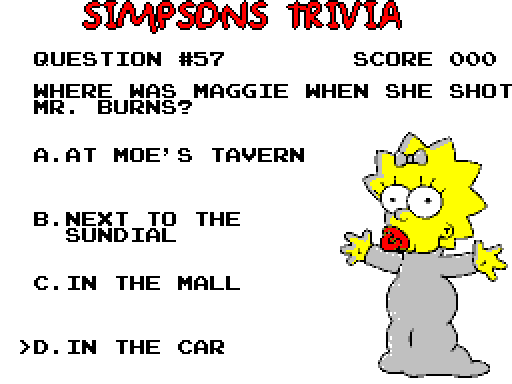 SIMPSONS TRIVIA
QUESTION #57 SCORE 000
WHERE WAS MAGGIE WHEN SHE SHOT
MR. BURNS?
A.AT MOE'S TAVERN
B.NEXT TO THE
SUNDIAL
C.IN THE MALL
>D.IN THE CAR